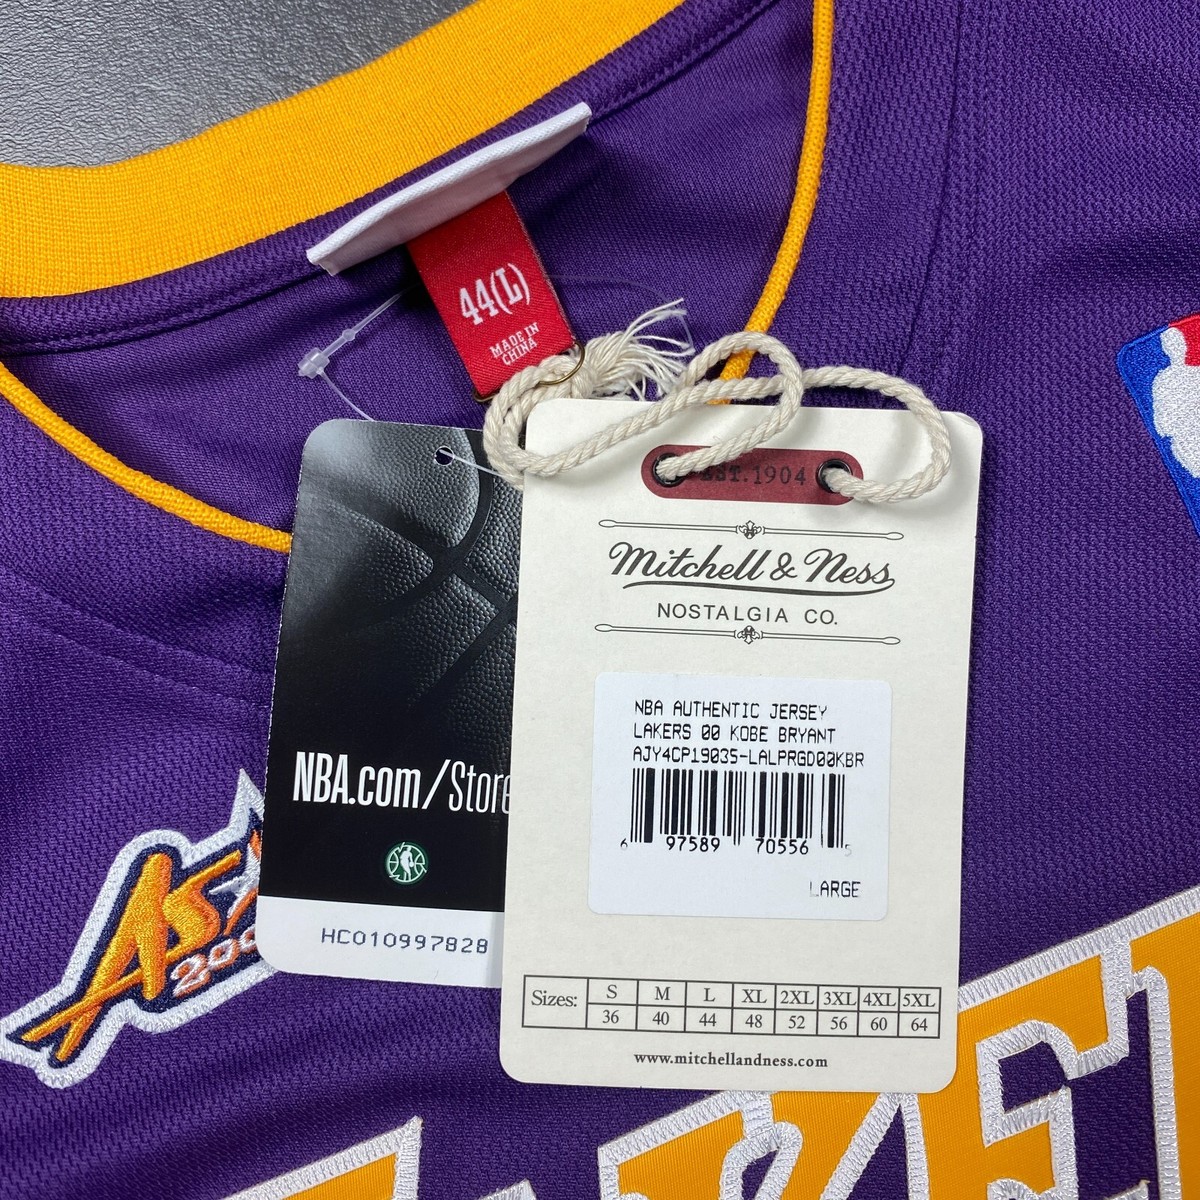 44(L)
MADE IN
CHINA
EST. 1904
Mitchell & Ness
NOSTALGIA CO.
NBA AUTHENTIC JERSEY
LAKERS 00 KOBE BRYANT
AJY4CP19035-LALPRGD00KBR
6 97589 70556 5
LARGE
Sizes: S M L XL 2XL 3XL 4XL 5XL
36 40 44 48 52 56 60 64
www.mitchellandness.com
NBA.com/Store
HC010997828